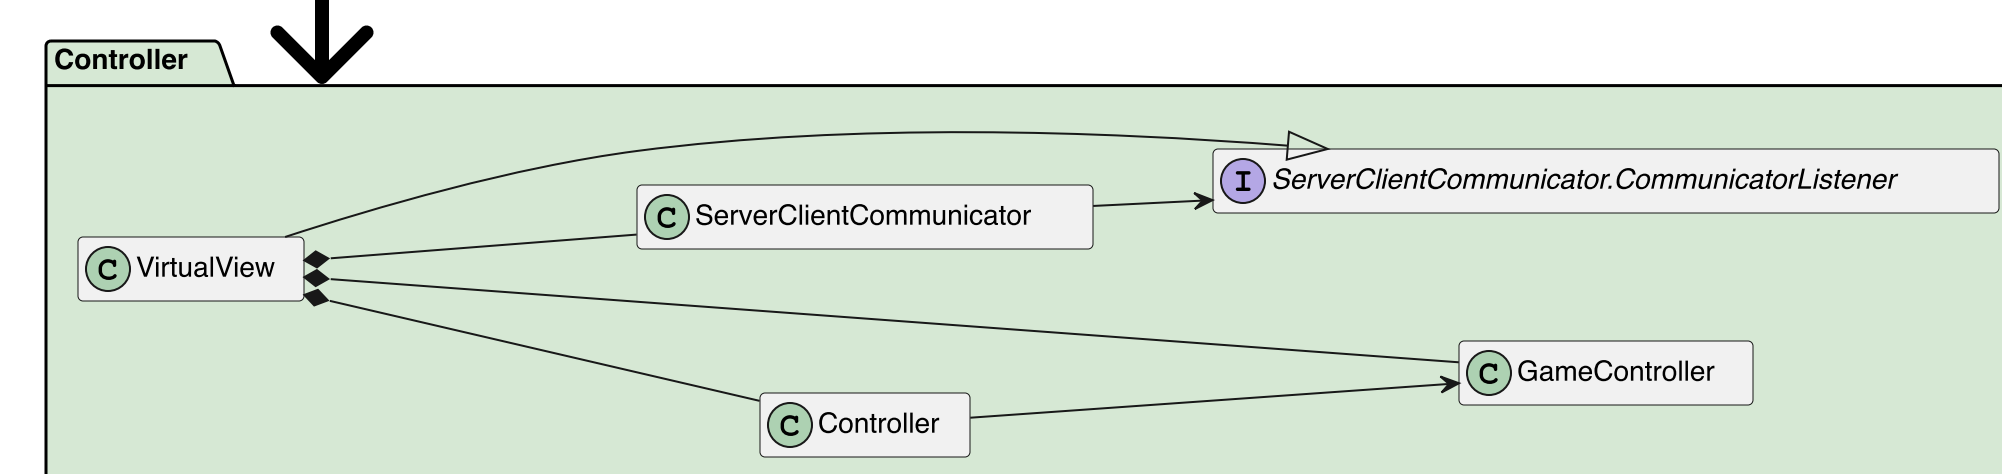 Controller
I ServerClientCommunicator.CommunicatorListener
C ServerClientCommunicator
C VirtualView
C GameController
C Controller